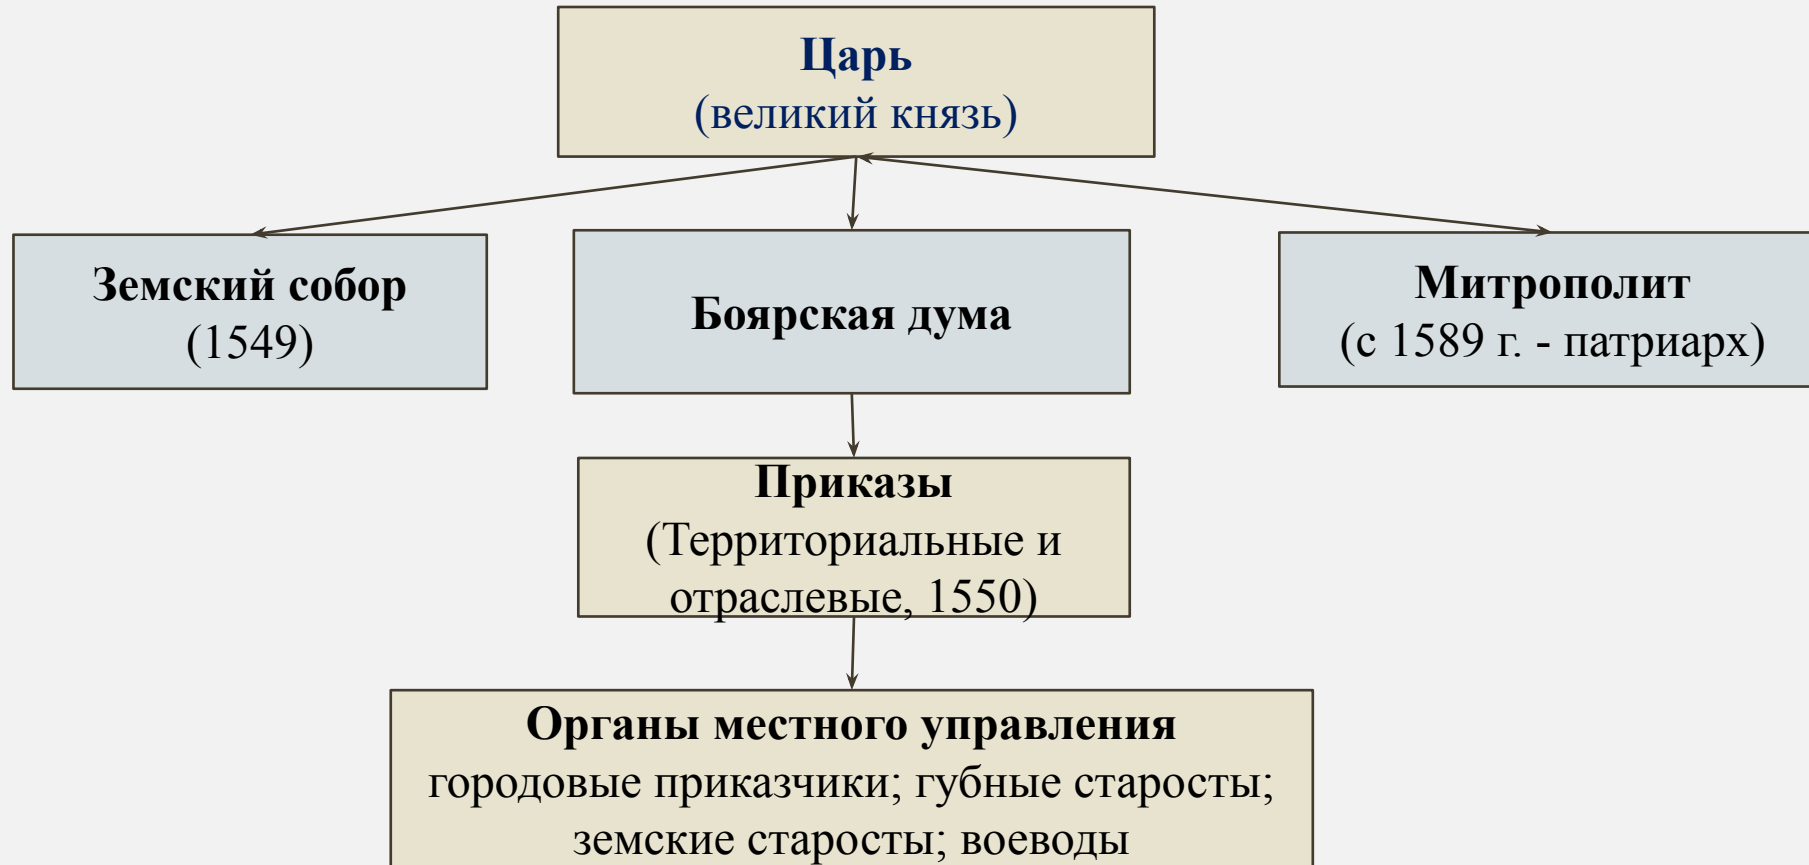 Царь
(великий князь)
Земский собор
(1549)
Боярская дума
Митрополит
(с 1589 г. - патриарх)
Приказы
(Территориальные и
отраслевые, 1550)
Органы местного управления
городовые приказчики; губные старосты;
земские старосты; воеводы